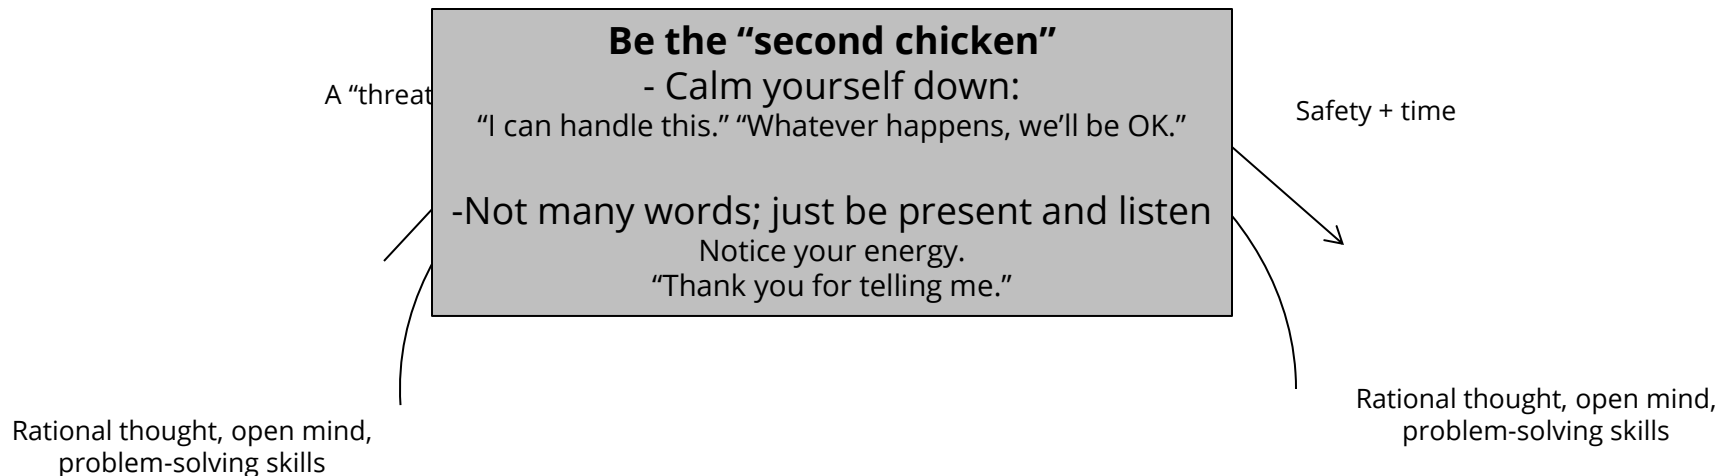 Be the “second chicken”
- Calm yourself down:
“I can handle this.” “Whatever happens, we’ll be OK.”
-Not many words; just be present and listen
Notice your energy.
“Thank you for telling me.”
A “threat
Safety + time
Rational thought, open mind,
problem-solving skills
Rational thought, open mind,
problem-solving skills